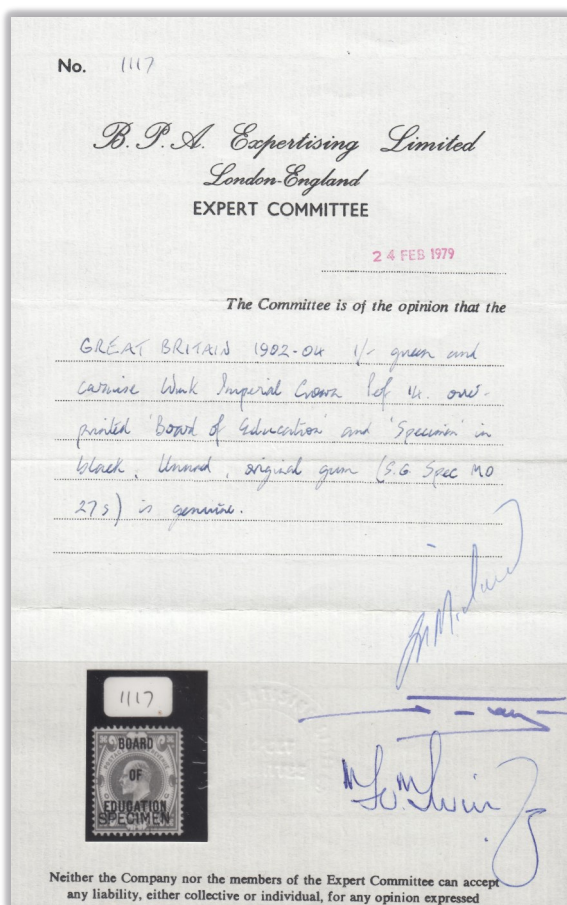 No. 1117
B. P. A. Expertising Limited
London-England
EXPERT COMMITTEE
24 FEB 1979
The Committee is of the opinion that the
GREAT BRITAIN 1902-04 1/- green and
carmine Wmk Imperial Crown Perf 14. over-
printed 'Board of Education' and 'Specimen' in
black, Unused, original gum (S.G Spec MO
27s) is genuine.
1117
BOARD
OF
EDUCATION
SPECIMEN
Neither the Company nor the members of the Expert Committee can accept
any liability, either collective or individual, for any opinion expressed